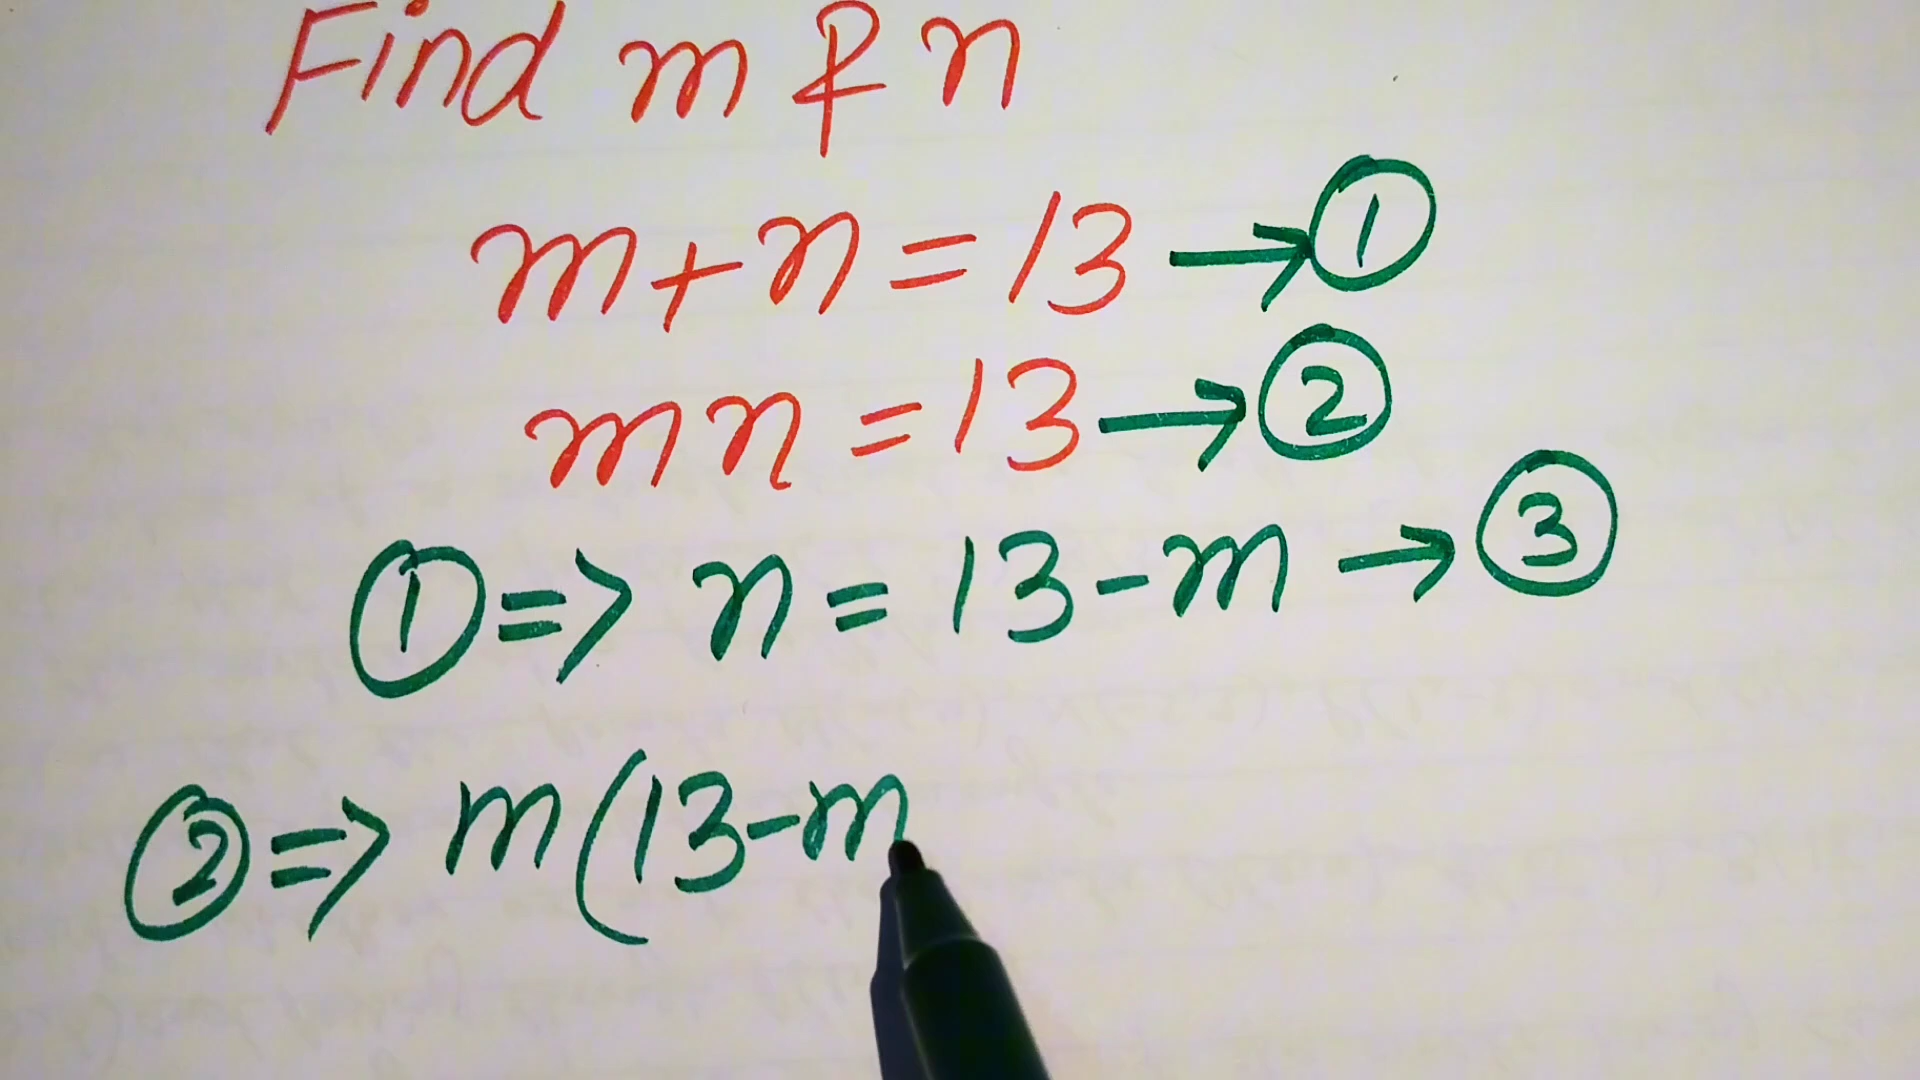 Find m & n
m+n=13→①
mn=13→②
①=> n=13-m→③
②=> m(13-m